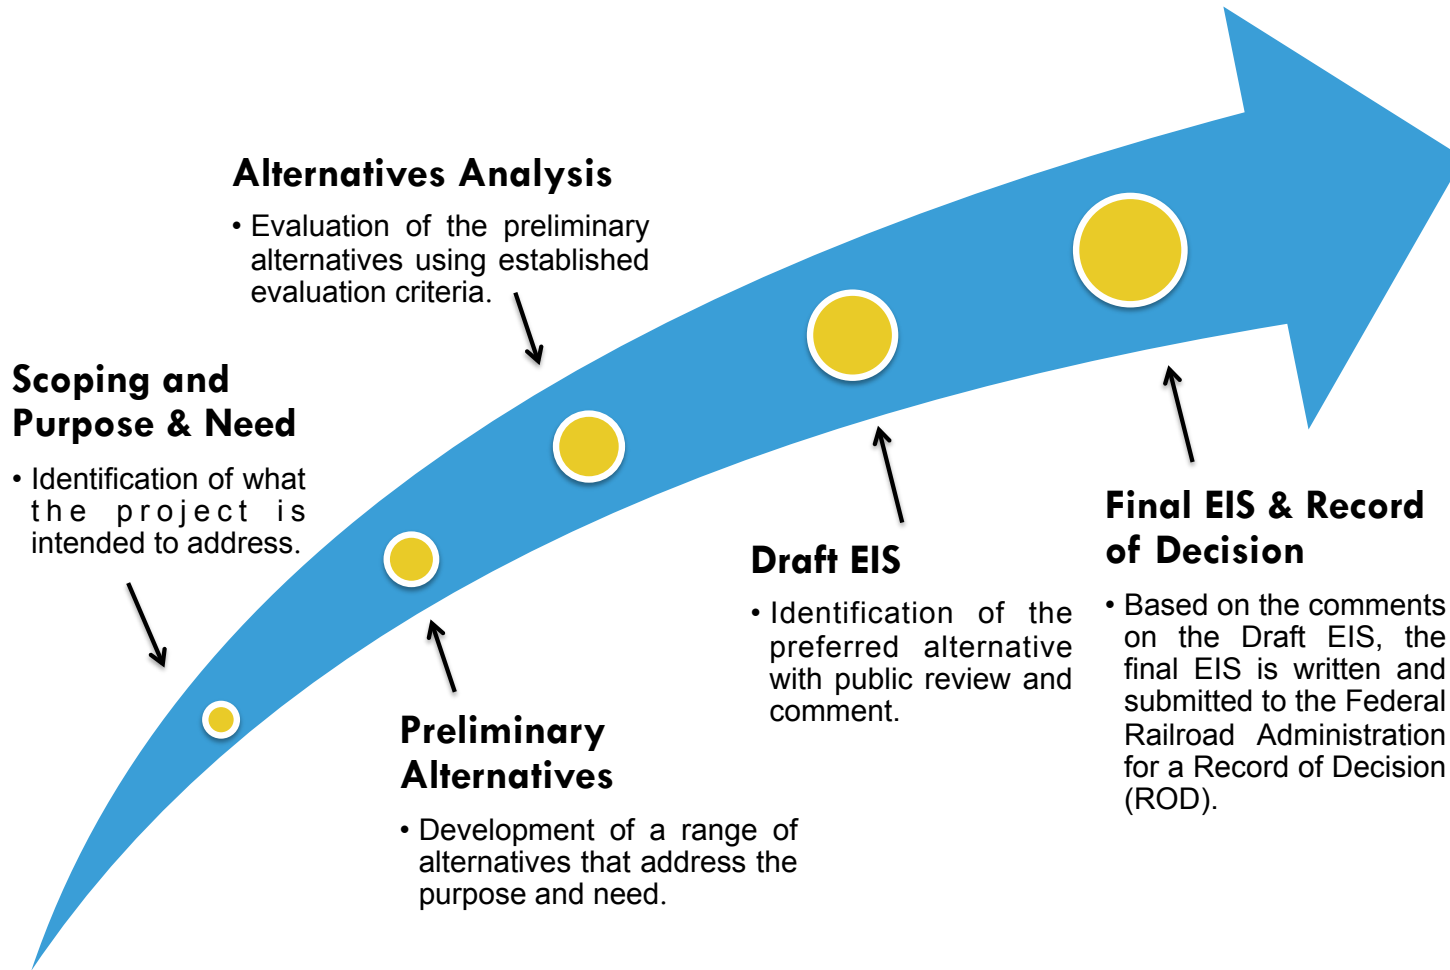 Scoping and
Purpose & Need
• Identification of what
the project is
intended to address.
Preliminary
Alternatives
• Development of a range of
alternatives that address the
purpose and need.
Alternatives Analysis
• Evaluation of the preliminary
alternatives using established
evaluation criteria.
Draft EIS
• Identification of the
preferred alternative
with public review and
comment.
Final EIS & Record
of Decision
• Based on the comments
on the Draft EIS, the
final EIS is written and
submitted to the Federal
Railroad Administration
for a Record of Decision
(ROD).